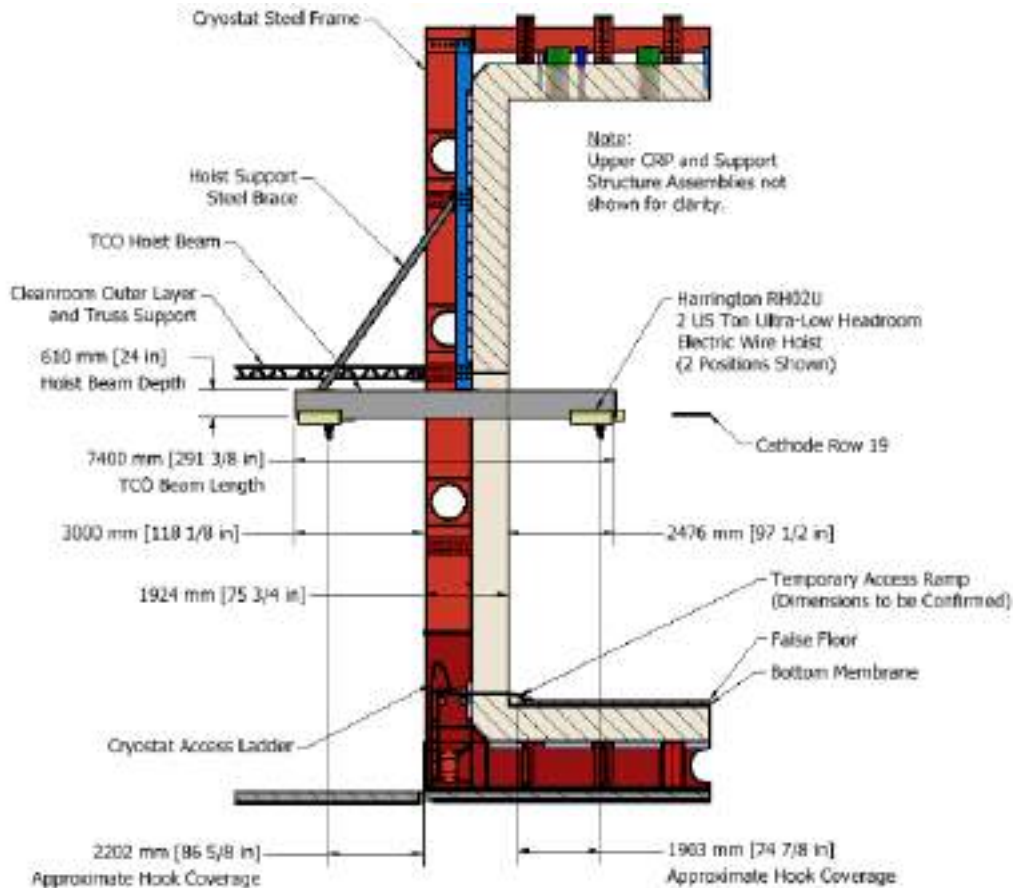 Cryostat Steel Frame
Note:
Upper CRP and Support
Structure Assemblies not
shown for clarity.
Hoist Support
Steel Brace
TCO Hoist Beam
Cleanroom Outer Layer
and Truss Support
Harrington RH02U
2 US Ton Ultra-Low Headroom
Electric Wire Hoist
(2 Positions Shown)
610 mm [24 in]
Hoist Beam Depth
Cathode Row 19
7400 mm [291 3/8 in]
TCO Beam Length
3000 mm [118 1/8 in]
2476 mm [97 1/2 in]
1924 mm [75 3/4 in]
Temporary Access Ramp
(Dimensions to be Confirmed)
False Floor
Bottom Membrane
Cryostat Access Ladder
2202 mm [86 5/8 in]
Approximate Hook Coverage
1903 mm [74 7/8 in]
Approximate Hook Coverage